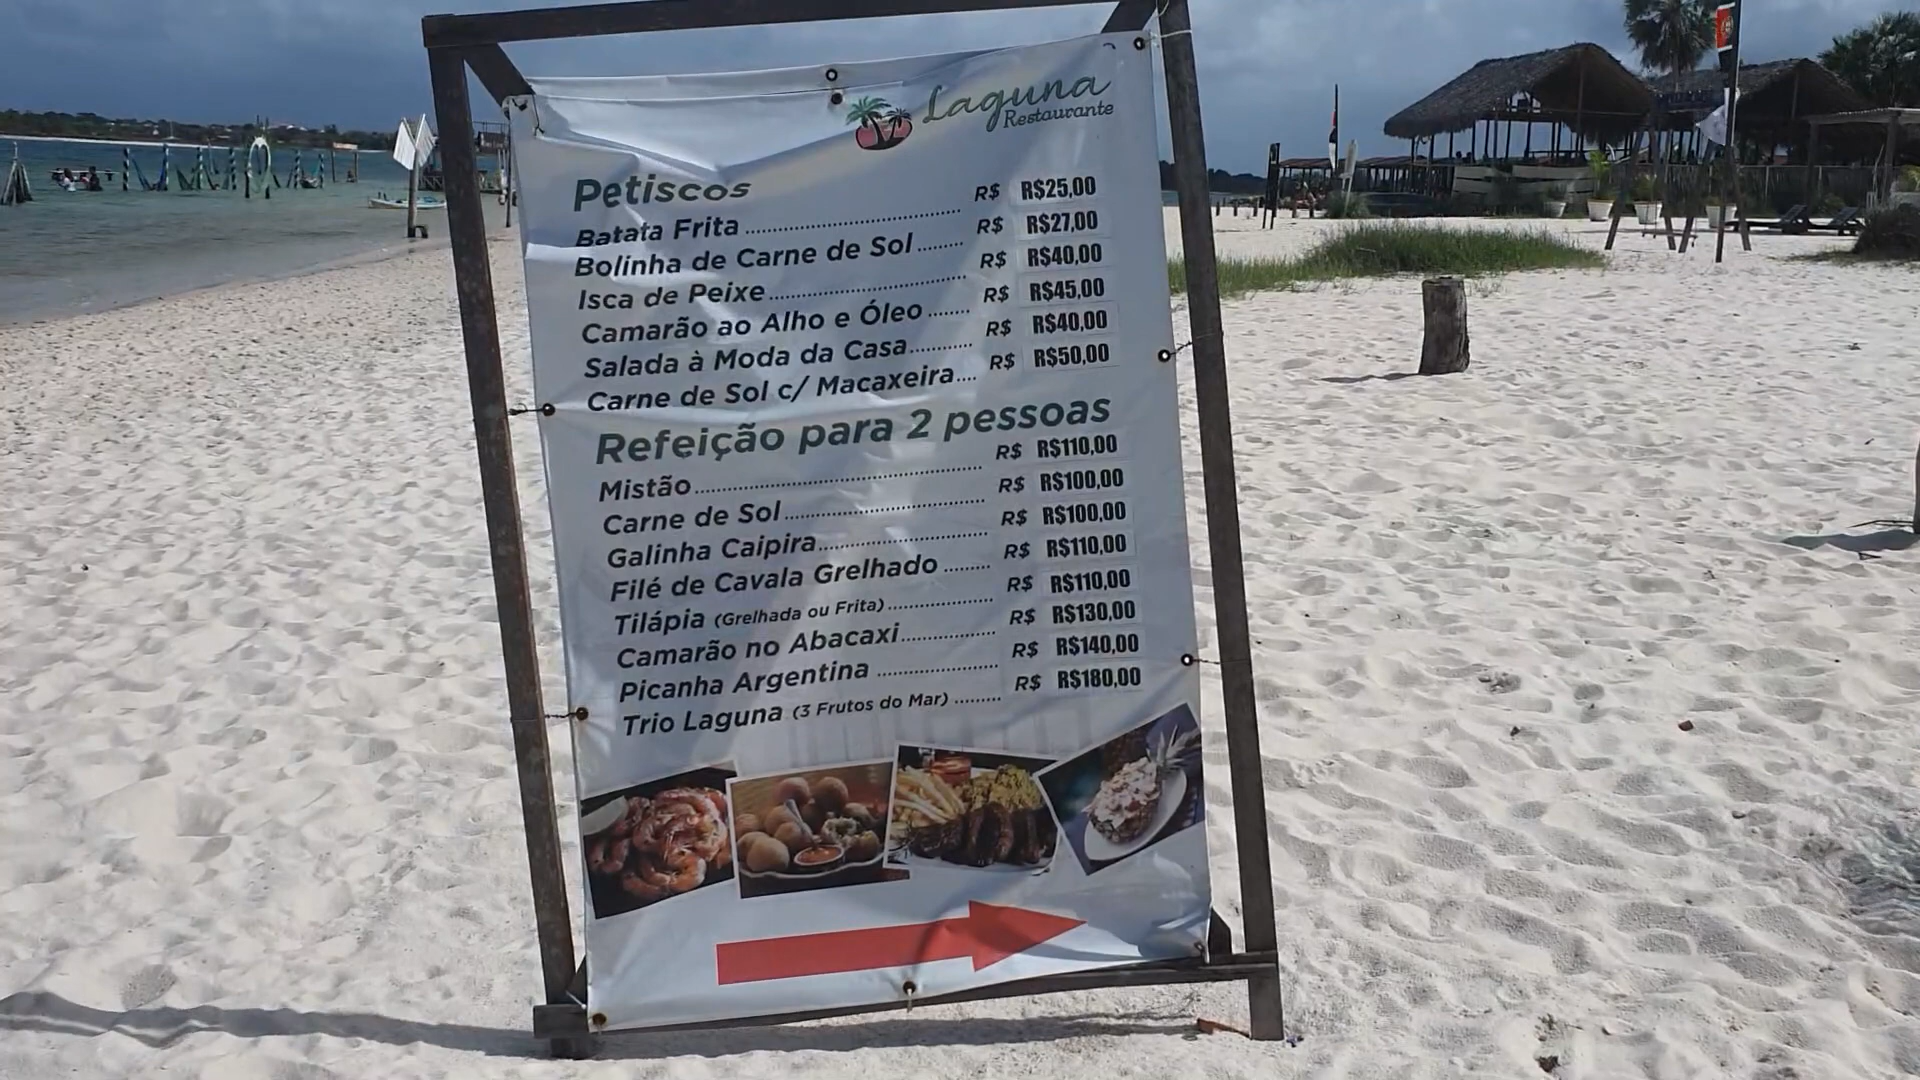 Laguna
Restaurante
Petiscos
Batata Frita ........ R$ R$25,00
Bolinha de Carne de Sol ........ R$ R$27,00
Isca de Peixe ........ R$ R$40,00
Camarão ao Alho e Óleo ........ R$ R$45,00
Salada à Moda da Casa ........ R$ R$40,00
Carne de Sol c/ Macaxeira .... R$ R$50,00
Refeição para 2 pessoas
Mistão ........ R$ R$110,00
Carne de Sol ........ R$ R$100,00
Galinha Caipira ........ R$ R$100,00
Filé de Cavala Grelhado ........ R$ R$110,00
Tilápia (Grelhada ou Frita) ........ R$ R$110,00
Camarão no Abacaxi ........ R$ R$130,00
Picanha Argentina ........ R$ R$140,00
Trio Laguna (3 Frutos do Mar) ........ R$ R$180,00